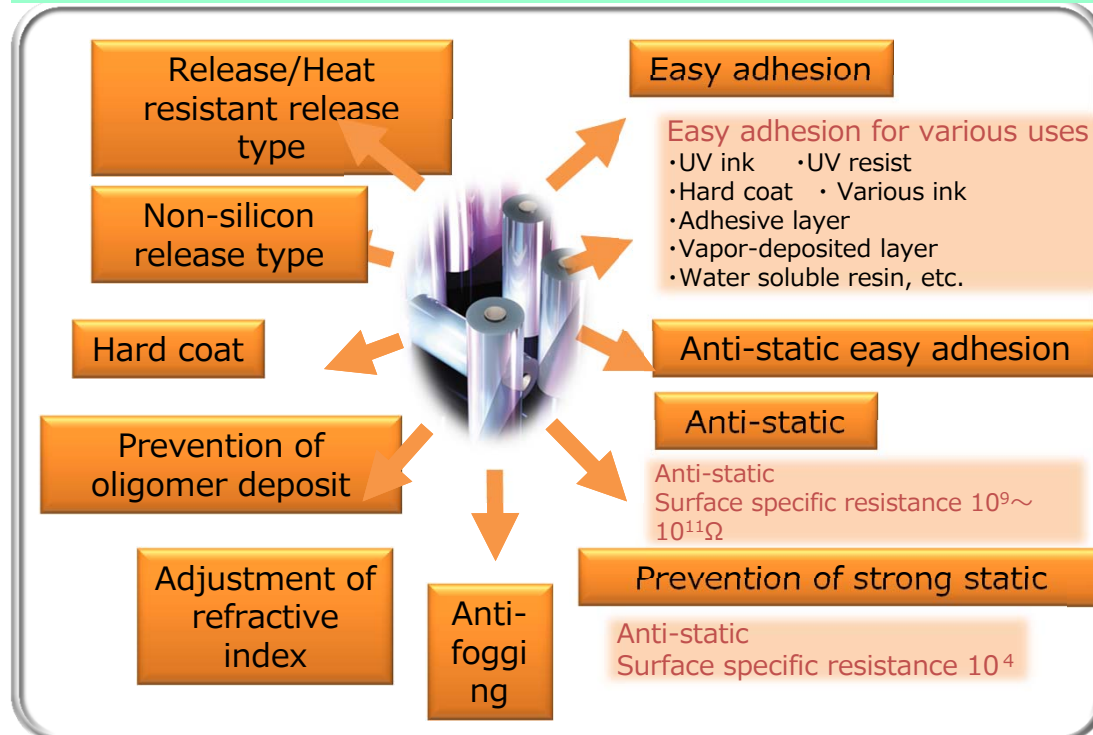 Release/Heat
resistant release
type
Non-silicon
release type
Hard coat
Prevention of
oligomer deposit
Adjustment of
refractive
index
Anti-
foggi
ng
Easy adhesion
Easy adhesion for various uses
・UV ink ・UV resist
・Hard coat ・ Various ink
・Adhesive layer
・Vapor-deposited layer
・Water soluble resin, etc.
Anti-static easy adhesion
Anti-static
Anti-static
Surface specific resistance 10⁹～
10¹¹Ω
Prevention of strong static
Anti-static
Surface specific resistance 10⁴